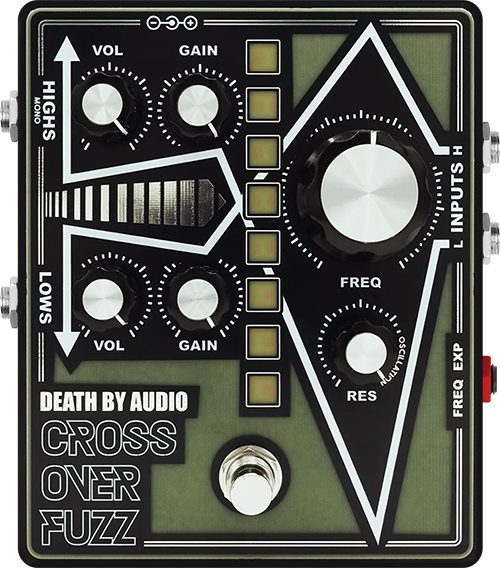 VOL GAIN
HIGHS
MONO
H
INPUTS
L
FREQ
LOWS
VOL GAIN
OSCILLATION
RES
FREQ EXP
DEATH BY AUDIO
CROSS
OVER
FUZZ